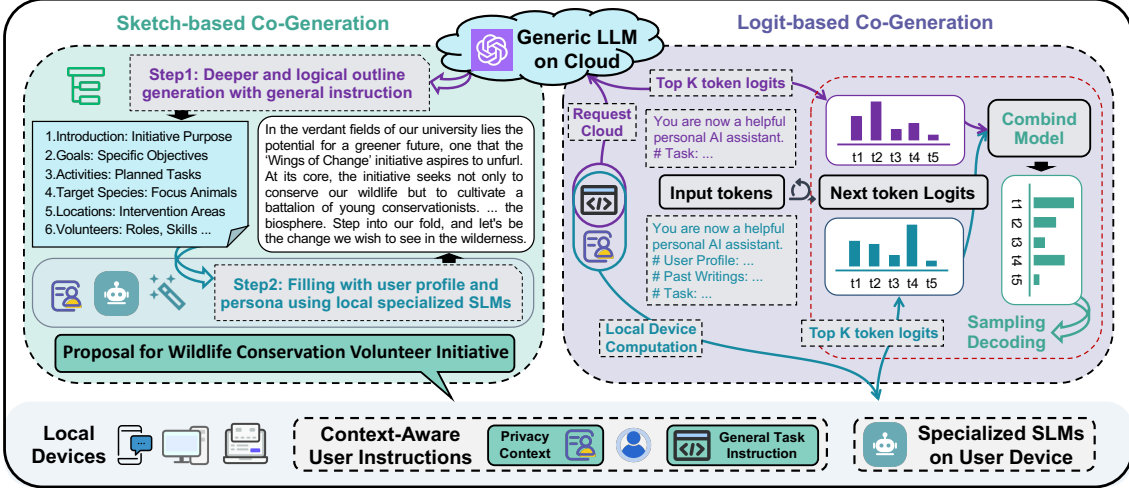 Sketch-based Co-Generation
Generic LLM
on Cloud
Logit-based Co-Generation
Step1: Deeper and logical outline
generation with general instruction
1.Introduction: Initiative Purpose
2.Goals: Specific Objectives
3.Activities: Planned Tasks
4.Target Species: Focus Animals
5.Locations: Intervention Areas
6.Volunteers: Roles, Skills ...
In the verdant fields of our university lies the
potential for a greener future, one that the
‘Wings of Change’ initiative aspires to unfurl.
At its core, the initiative seeks not only to
conserve our wildlife but to cultivate a
battalion of young conservationists. ... the
biosphere. Step into our fold, and let's be
the change we wish to see in the wilderness.
Step2: Filling with user profile and
persona using local specialized SLMs
Proposal for Wildlife Conservation Volunteer Initiative
Top K token logits
Request
Cloud
You are now a helpful
personal AI assistant.
# Task: ...
Input tokens
Next token Logits
You are now a helpful
personal AI assistant.
# User Profile: ...
# Past Writings: ...
# Task: ...
Local Device
Computation
t1 t2 t3 t4 t5
t1 t2 t3 t4 t5
Top K token logits
Combind
Model
t1
t2
t3
t4
t5
Sampling
Decoding
Local
Devices
Context-Aware
User Instructions
Privacy
Context
General Task
Instruction
Specialized SLMs
on User Device